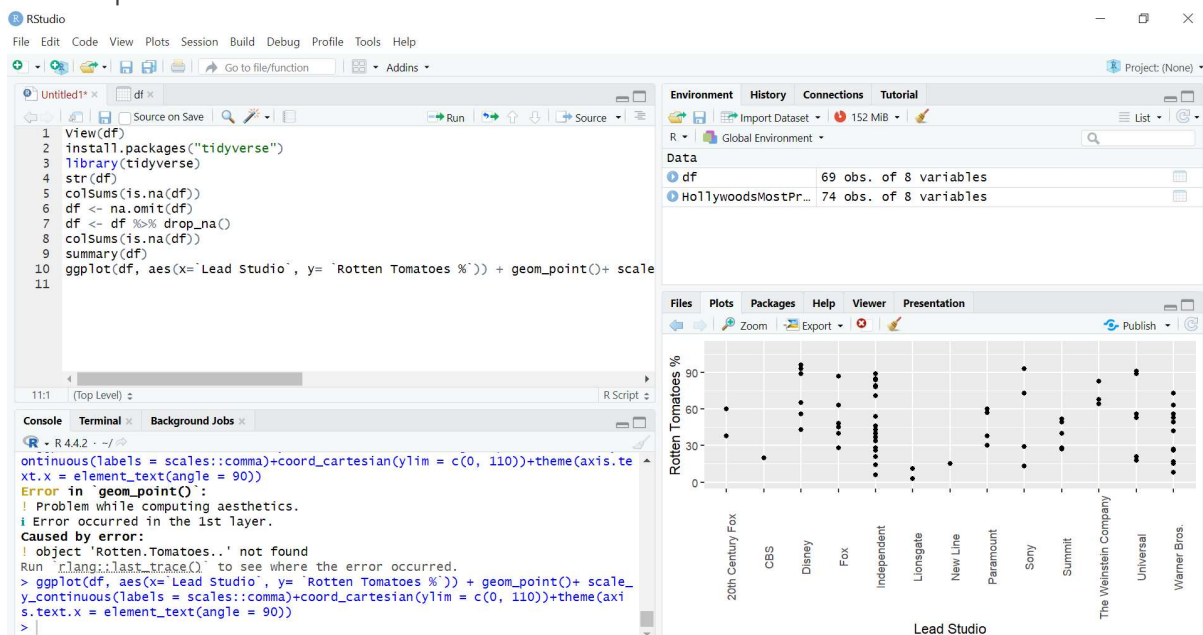 RStudio
File Edit Code View Plots Session Build Debug Profile Tools Help
Go to file/function
Addins
Project: (None)
Untitled1* × df ×
Source on Save
Run
Source
1 View(df)
2 install.packages("tidyverse")
3 library(tidyverse)
4 str(df)
5 colSums(is.na(df))
6 df <- na.omit(df)
7 df <- df %>% drop_na()
8 colSums(is.na(df))
9 summary(df)
10 ggplot(df, aes(x=`Lead Studio`, y= `Rotten Tomatoes %`)) + geom_point()+ scale
11
11:1 (Top Level) R Script
Console Terminal × Background Jobs ×
R 4.4.2 · ~/
ontinuous(labels = scales::comma)+coord_cartesian(ylim = c(0, 110))+theme(axis.te
xt.x = element_text(angle = 90))
Error in `geom_point()`:
! Problem while computing aesthetics.
i Error occurred in the 1st layer.
Caused by error:
! object 'Rotten.Tomatoes..' not found
Run `rlang::last_trace()` to see where the error occurred.
> ggplot(df, aes(x=`Lead Studio`, y= `Rotten Tomatoes %`)) + geom_point()+ scale_
y_continuous(labels = scales::comma)+coord_cartesian(ylim = c(0, 110))+theme(axi
s.text.x = element_text(angle = 90))
>
Environment History Connections Tutorial
Import Dataset 152 MiB List
R Global Environment
Data
df 69 obs. of 8 variables
HollywoodsMostPr… 74 obs. of 8 variables
Files Plots Packages Help Viewer Presentation
Zoom Export Publish
Rotten Tomatoes %
90
60
30
0
20th Century Fox
CBS
Disney
Fox
Independent
Lionsgate
New Line
Paramount
Sony
Summit
The Weinstein Company
Universal
Warner Bros.
Lead Studio